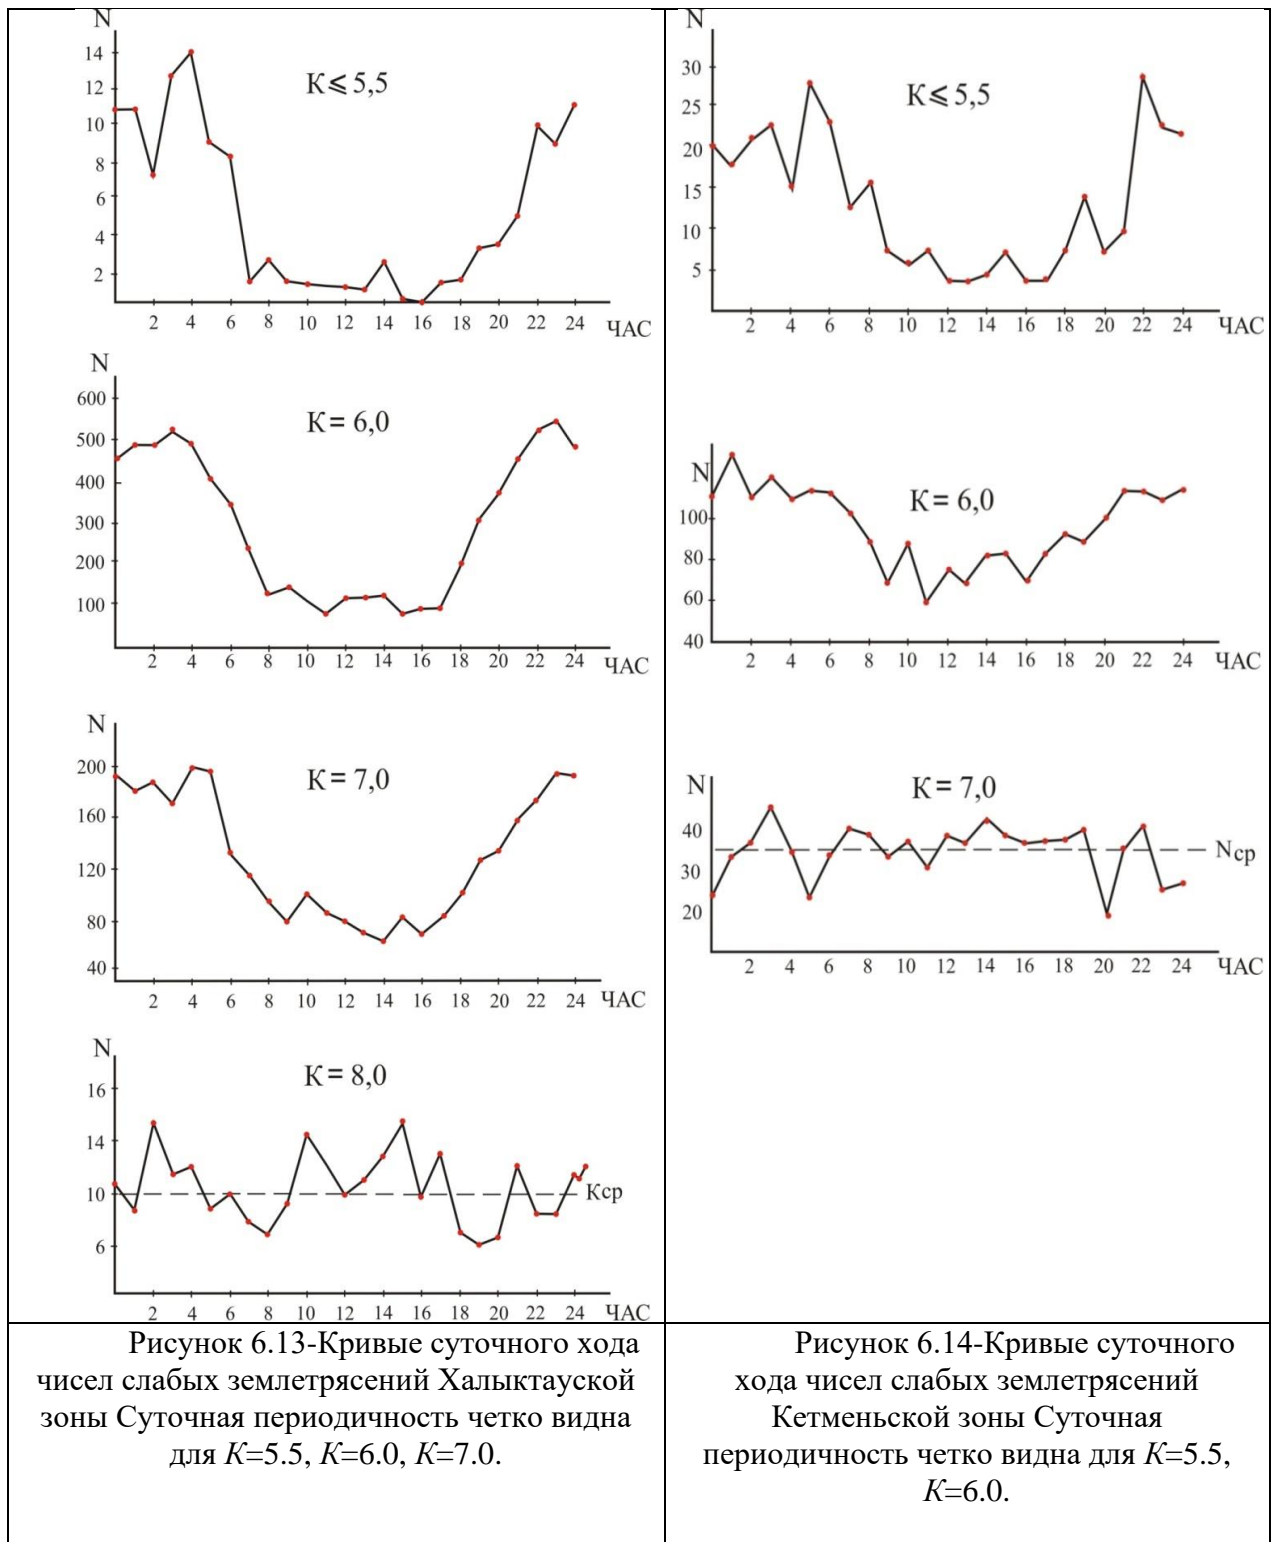 N
К⩽5,5
14
12
10
8
6
4
2
2 4 6 8 10 12 14 16 18 20 22 24 ЧАС
N
К= 6,0
600
500
400
300
200
100
2 4 6 8 10 12 14 16 18 20 22 24 ЧАС
N
К= 7,0
200
160
120
80
40
2 4 6 8 10 12 14 16 18 20 22 24 ЧАС
N
К= 8,0
16
14
10
Кср
6
2 4 6 8 10 12 14 16 18 20 22 24 ЧАС
Рисунок 6.13-Кривые суточного хода
чисел слабых землетрясений Халыктауской
зоны Суточная периодичность четко видна
для К=5.5, К=6.0, К=7.0.
N
К⩽5,5
30
25
20
15
10
5
2 4 6 8 10 12 14 16 18 20 22 24 ЧАС
N
К= 6,0
100
80
60
40
2 4 6 8 10 12 14 16 18 20 22 24 ЧАС
N
К= 7,0
40
Nср
30
20
2 4 6 8 10 12 14 16 18 20 22 24 ЧАС
Рисунок 6.14-Кривые суточного
хода чисел слабых землетрясений
Кетменьской зоны Суточная
периодичность четко видна для К=5.5,
К=6.0.